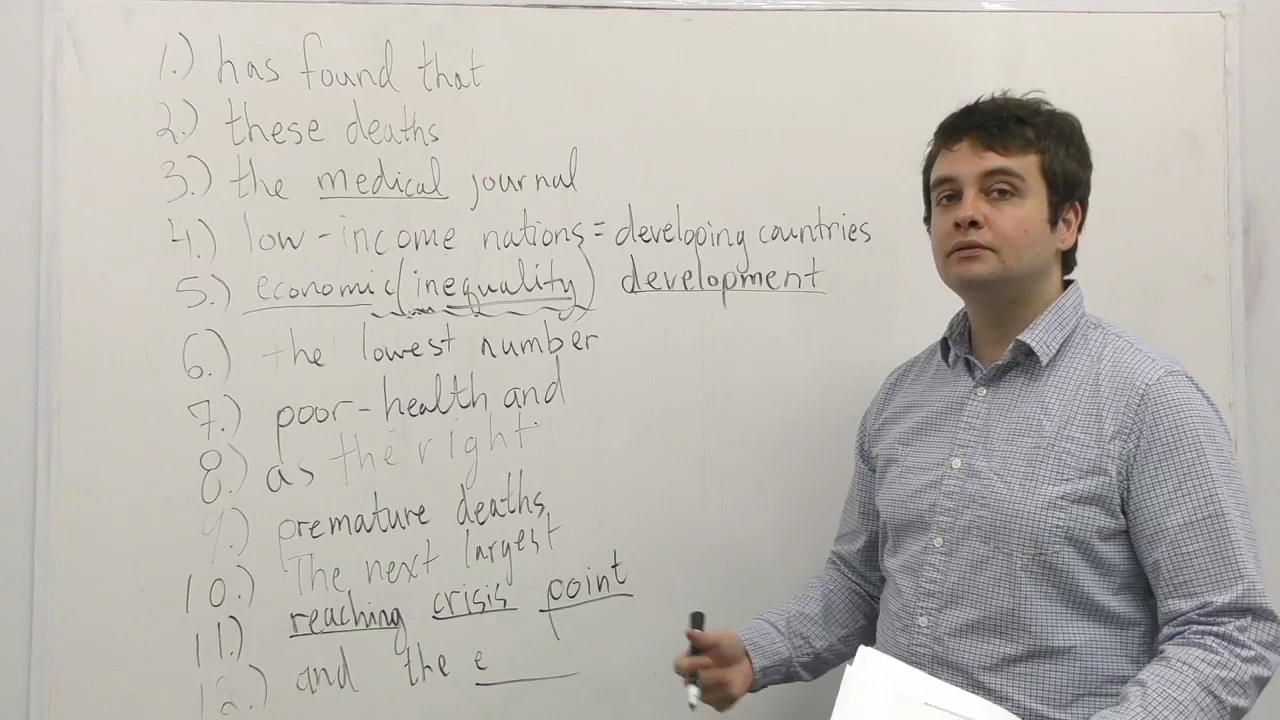 1.) has found that
2.) these deaths
3.) the medical journal
4.) low-income nations = developing countries
5.) economic (inequality) development
6.) the lowest number
7.) poor-health and
8.) as the right
9.) premature deaths
10.) The next largest
11.) reaching crisis point
12.) and the e____